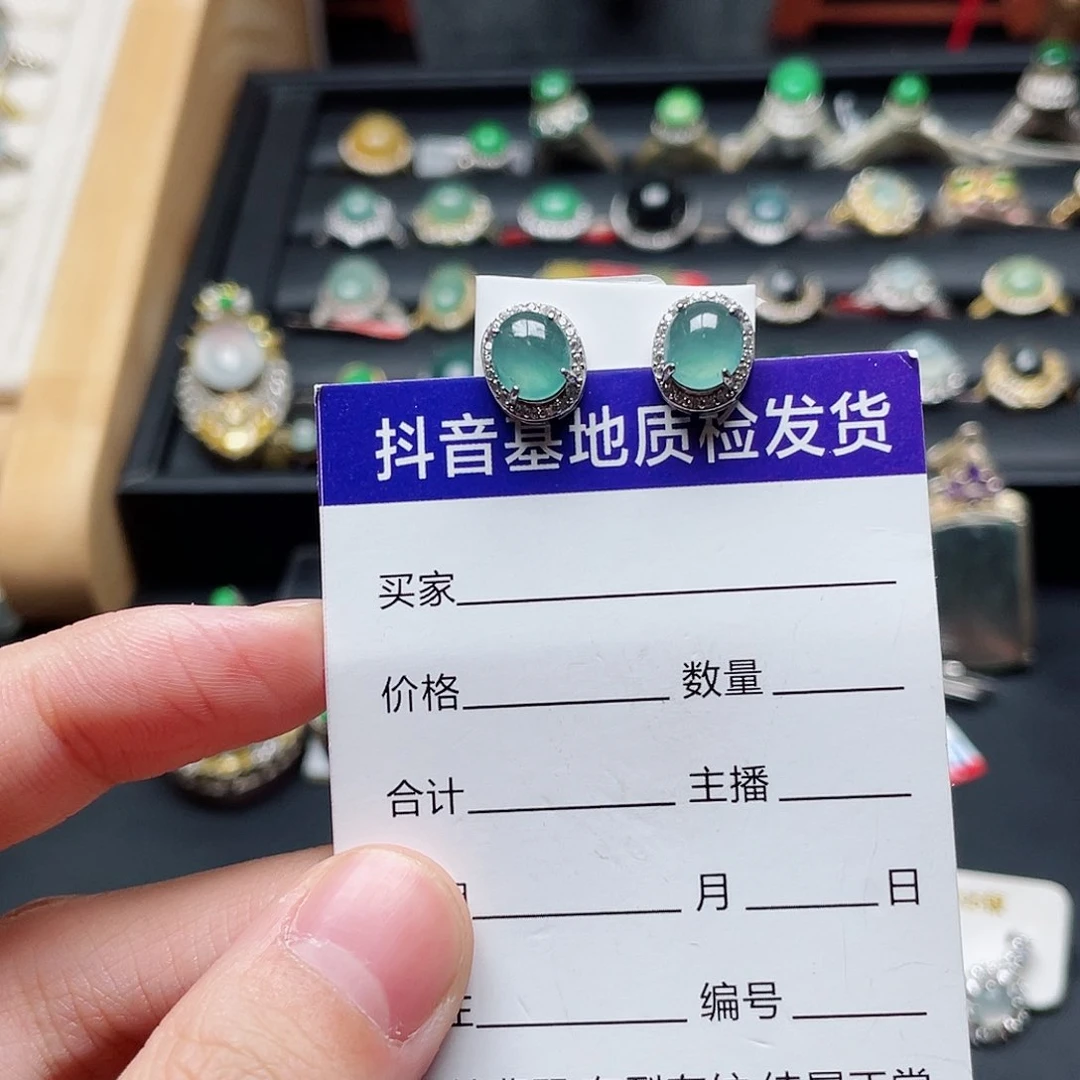 抖音基地质检发货
买家
价格 数量
合计 主播
月 日
编号